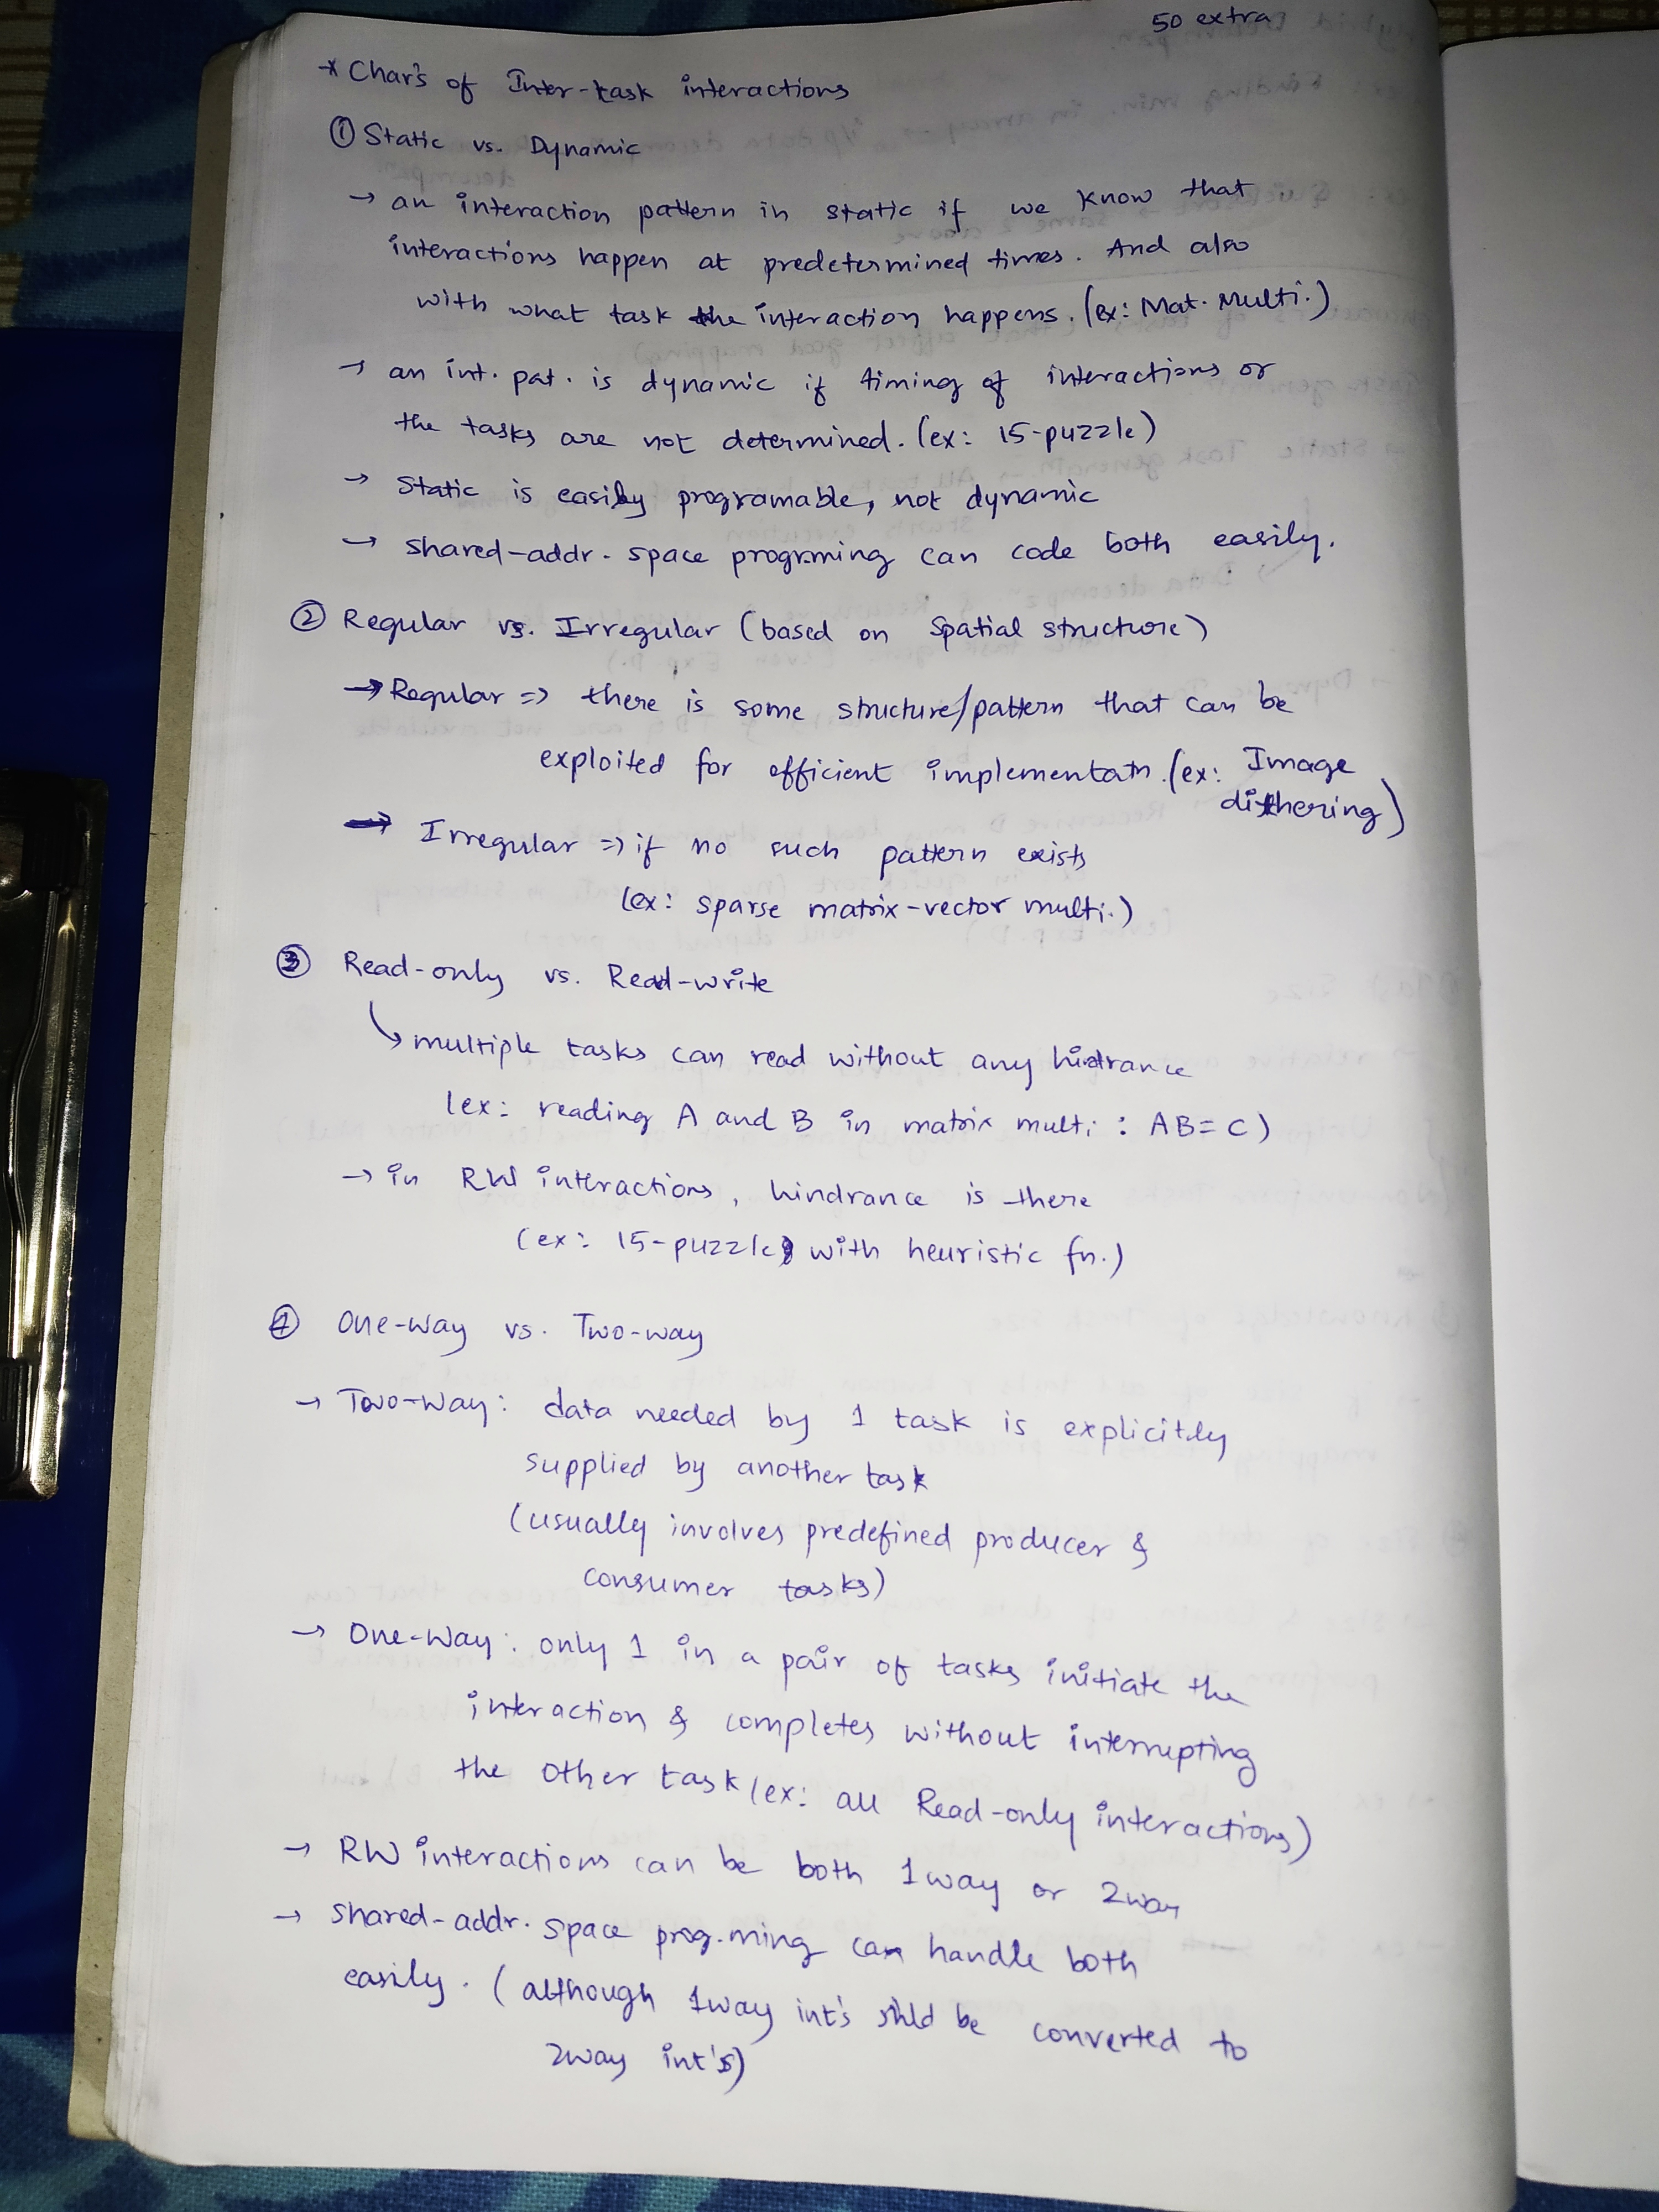 50 extra
* Char's of Inter-task interactions
① Static vs. Dynamic
→ an interaction pattern in static if we know that
interactions happen at predetermined times. And also
with what task the interaction happens. (ex: Mat. Multi.)
→ an int. pat. is dynamic if timing of interactions or
the tasks are not determined. (ex: 15-puzzle)
→ Static is easily programable, not dynamic
→ shared-addr. space progrming can code both easily.
② Regular vs. Irregular (based on Spatial structure)
→ Regular => there is some structure/pattern that can be
exploited for efficient implementatn. (ex: Image
dithering)
→ Irregular => if no such pattern exists
(ex: sparse matrix-vector multi.)
③ Read-only vs. Read-write
↳ multiple tasks can read without any hindrance
(ex: reading A and B in matrix multi : AB = C)
→ in RW interactions, hindrance is there
(ex: 15-puzzle with heuristic fn.)
④ One-way vs. Two-way
→ Two-way: data needed by 1 task is explicitly
supplied by another task
(usually involves predefined producer &
consumer tasks)
→ One-way: only 1 in a pair of tasks initiate the
interaction & completes without interrupting
the other task (ex: all Read-only interactions)
→ RW interactions can be both 1way or 2way
→ shared-addr. space prog.ming can handle both
easily. (although 1way int's shld be converted to
2way int's)